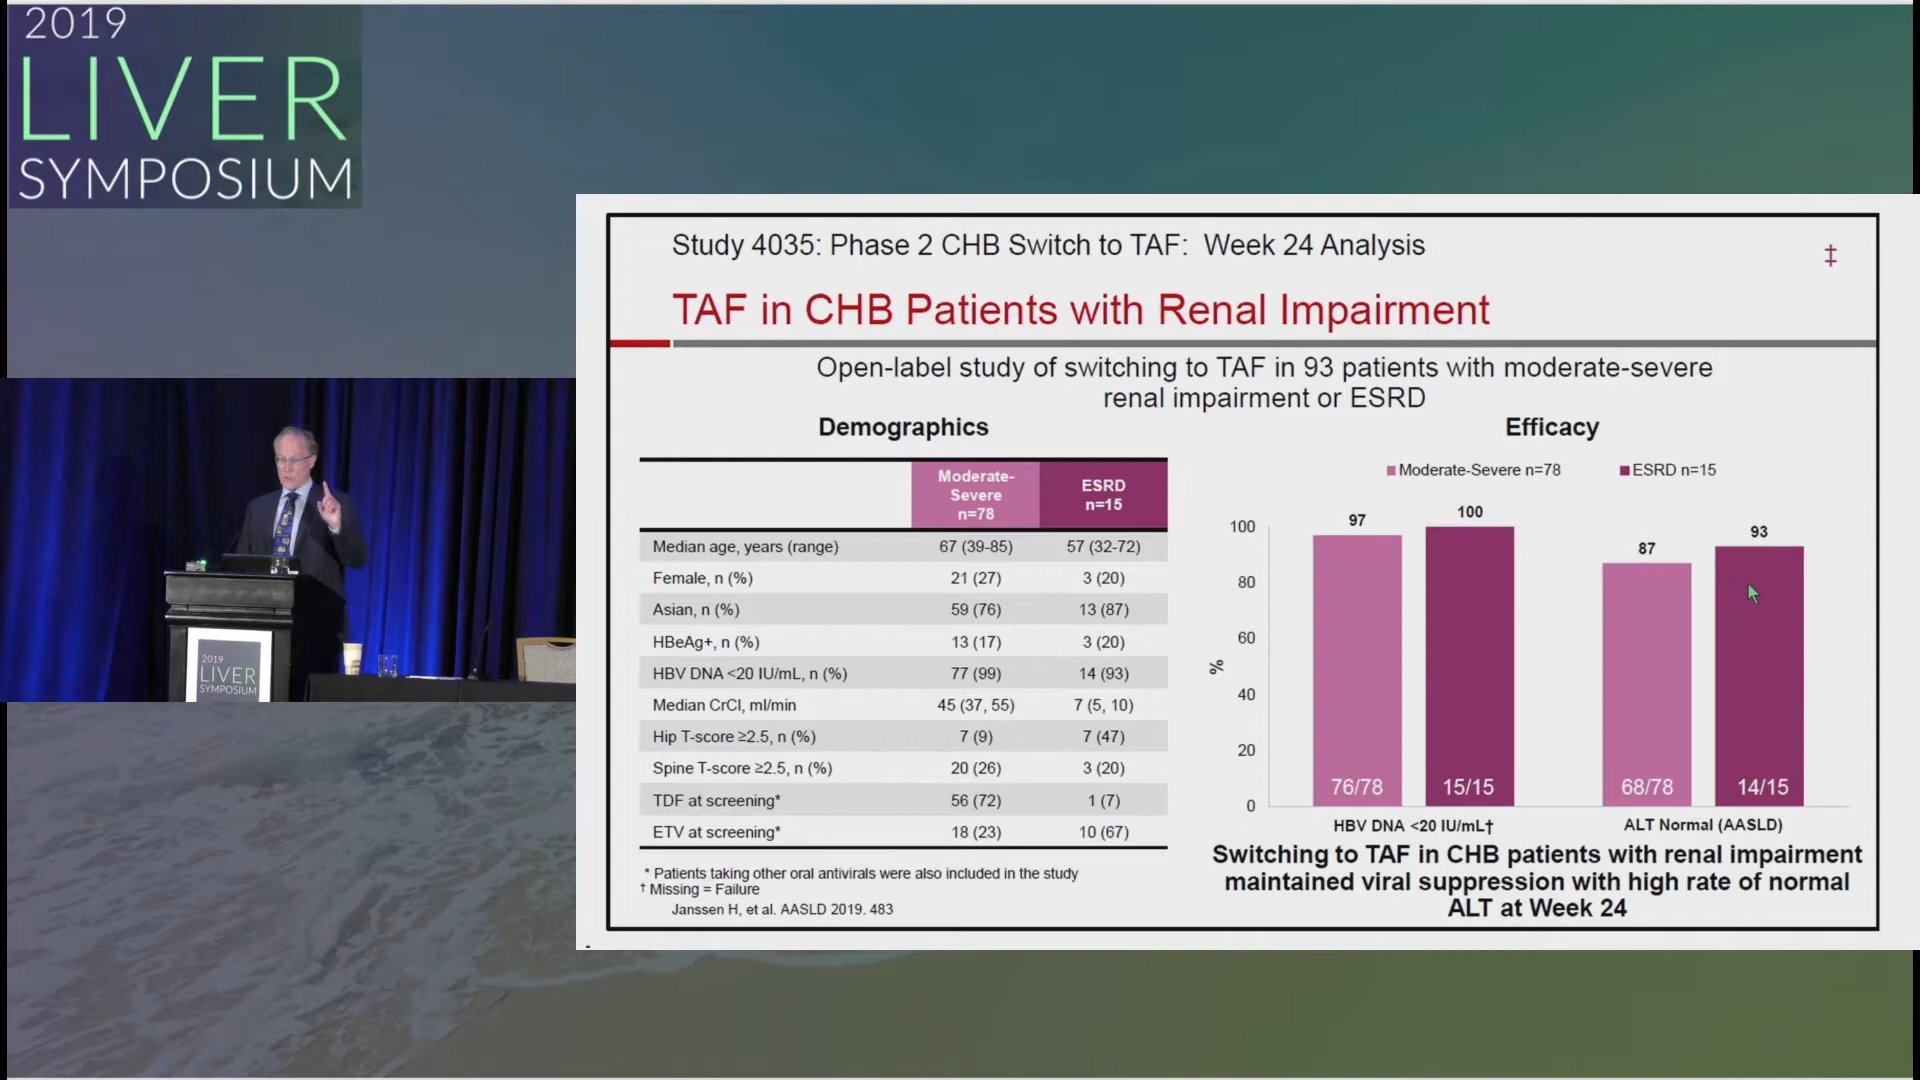 2019
LIVER
SYMPOSIUM
Study 4035: Phase 2 CHB Switch to TAF: Week 24 Analysis
‡
TAF in CHB Patients with Renal Impairment
Open-label study of switching to TAF in 93 patients with moderate-severe
renal impairment or ESRD
Demographics
Moderate-
Severe
n=78
ESRD
n=15
Median age, years (range) 67 (39-85) 57 (32-72)
Female, n (%) 21 (27) 3 (20)
Asian, n (%) 59 (76) 13 (87)
HBeAg+, n (%) 13 (17) 3 (20)
HBV DNA <20 IU/mL, n (%) 77 (99) 14 (93)
Median CrCl, ml/min 45 (37, 55) 7 (5, 10)
Hip T-score ≥2.5, n (%) 7 (9) 7 (47)
Spine T-score ≥2.5, n (%) 20 (26) 3 (20)
TDF at screening* 56 (72) 1 (7)
ETV at screening* 18 (23) 10 (67)
* Patients taking other oral antivirals were also included in the study
† Missing = Failure
Janssen H, et al. AASLD 2019. 483
Efficacy
Moderate-Severe n=78 ESRD n=15
97 100 87 93
100
80
60
%
40
20
0
76/78 15/15 68/78 14/15
HBV DNA <20 IU/mL† ALT Normal (AASLD)
Switching to TAF in CHB patients with renal impairment
maintained viral suppression with high rate of normal
ALT at Week 24
2019
LIVER
SYMPOSIUM